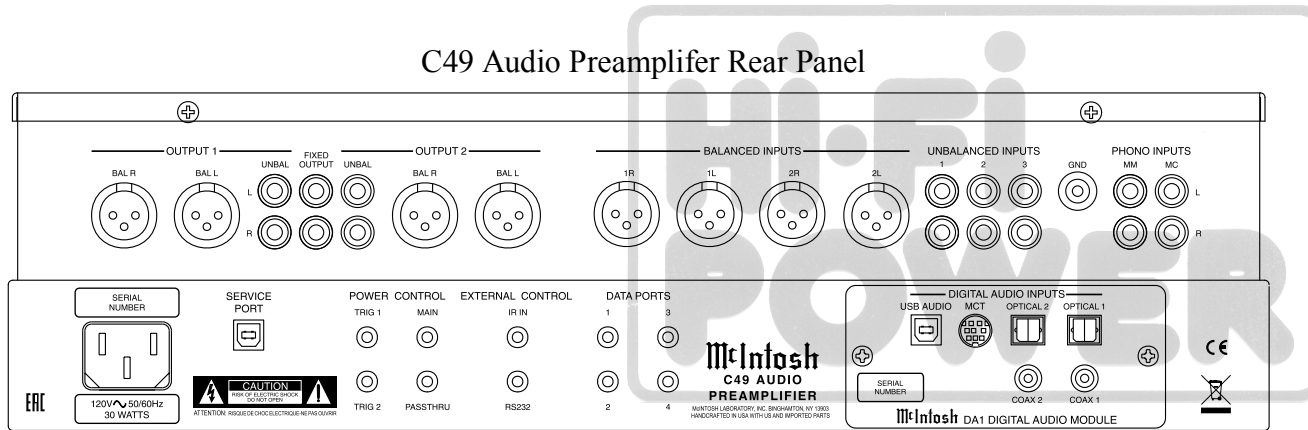 Hi-Fi
POWER
C49 Audio Preamplifer Rear Panel
OUTPUT 1
FIXED OUTPUT
OUTPUT 2
BALANCED INPUTS
UNBALANCED INPUTS
PHONO INPUTS
BAL R
BAL L
UNBAL
UNBAL
BAL R
BAL L
1R
1L
2R
2L
1
2
3
GND
MM
MC
L
R
L
R
SERIAL
NUMBER
120V 50/60Hz
30 WATTS
EAC
SERVICE
PORT
CAUTION
RISK OF ELECTRIC SHOCK
DO NOT OPEN
ATTENTION: RISQUE DE CHOC ELECTRIQUE-NE PAS OUVRIR
POWER CONTROL
TRIG 1
MAIN
TRIG 2
PASSTHRU
EXTERNAL CONTROL
IR IN
RS232
DATA PORTS
1
3
2
4
McIntosh
C49 AUDIO
PREAMPLIFIER
McINTOSH LABORATORY, INC. BINGHAMTON, NY 13903
HANDCRAFTED IN USA WITH US AND IMPORTED PARTS
DIGITAL AUDIO INPUTS
USB AUDIO
MCT
OPTICAL 2
OPTICAL 1
SERIAL
NUMBER
COAX 2
COAX 1
McIntosh DA1 DIGITAL AUDIO MODULE
CE